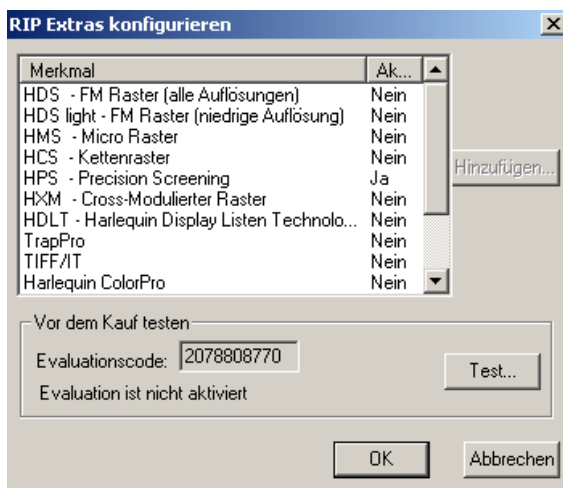 RIP Extras konfigurieren
Merkmal Ak...
HDS - FM Raster (alle Auflösungen) Nein
HDS light - FM Raster (niedrige Auflösung) Nein
HMS - Micro Raster Nein
HCS - Kettenraster Nein
HPS - Precision Screening Ja
HXM - Cross-Modulierter Raster Nein
HDLT - Harlequin Display Listen Technolo... Nein
TrapPro Nein
TIFF/IT Nein
Harlequin ColorPro Nein
Hinzufügen...
Vor dem Kauf testen
Evaluationscode: 2078808770
Test...
Evaluation ist nicht aktiviert
OK Abbrechen